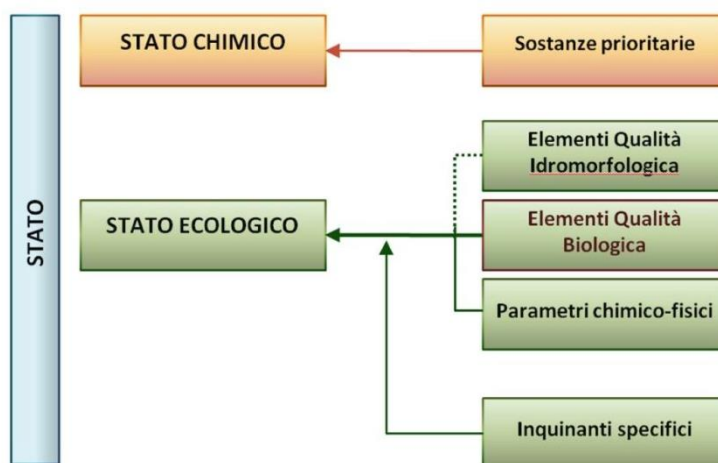 STATO
STATO CHIMICO
Sostanze prioritarie
STATO ECOLOGICO
Elementi Qualità
Idromorfologica
Elementi Qualità
Biologica
Parametri chimico-fisici
Inquinanti specifici